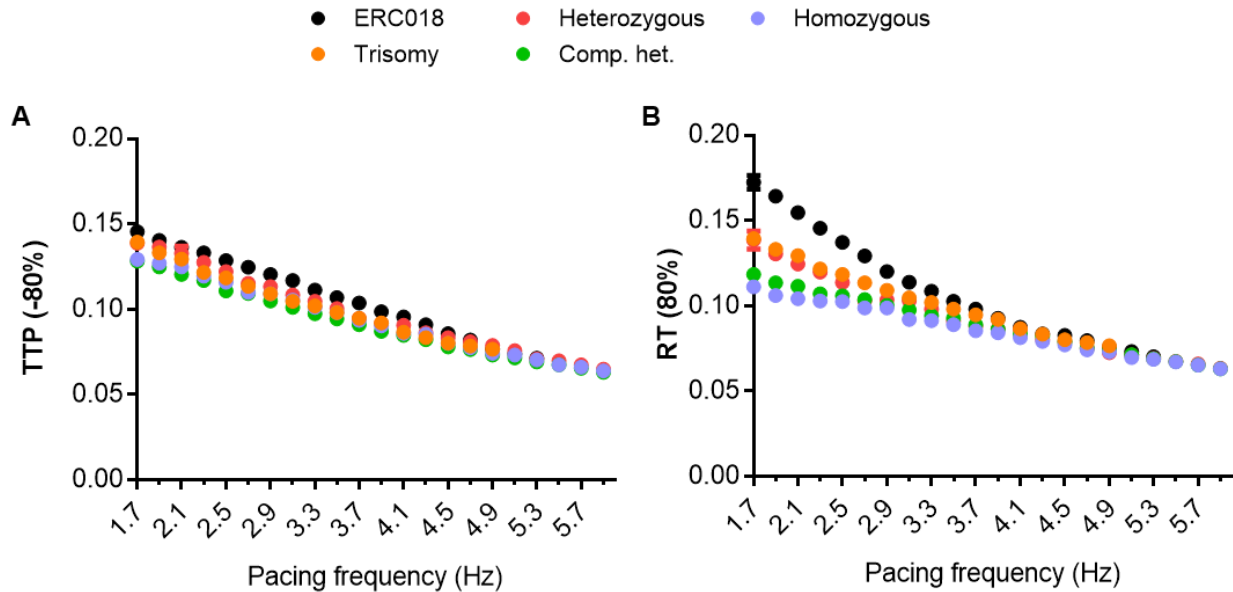 ERC018 Heterozygous Homozygous
Trisomy Comp. het.
A
0.20
0.15
0.10
0.05
0.00
TTP (-80%)
1.7 2.1 2.5 2.9 3.3 3.7 4.1 4.5 4.9 5.3 5.7
Pacing frequency (Hz)
B
0.20
0.15
0.10
0.05
0.00
RT (80%)
1.7 2.1 2.5 2.9 3.3 3.7 4.1 4.5 4.9 5.3 5.7
Pacing frequency (Hz)